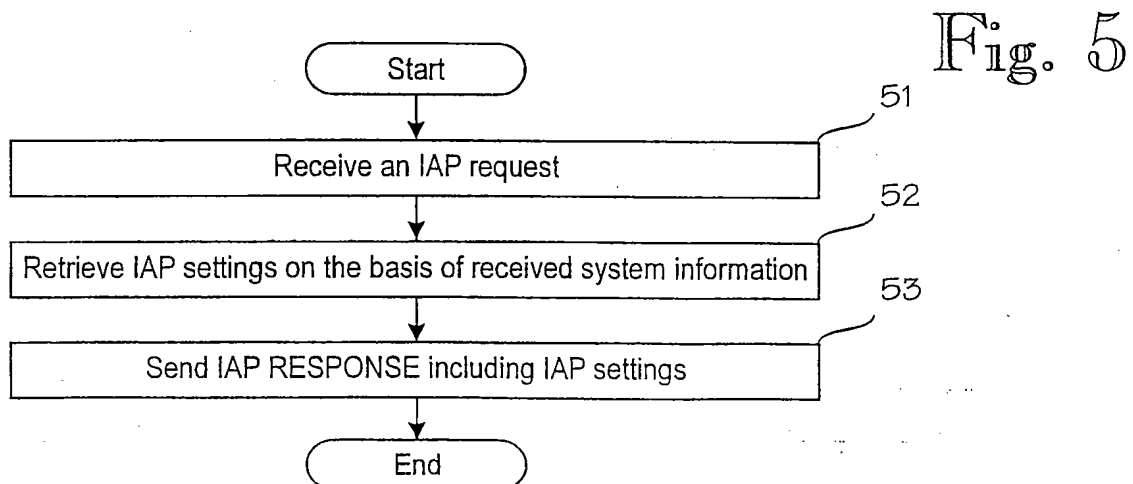 Fig. 5
Start
51
Receive an IAP request
52
Retrieve IAP settings on the basis of received system information
53
Send IAP RESPONSE including IAP settings
End